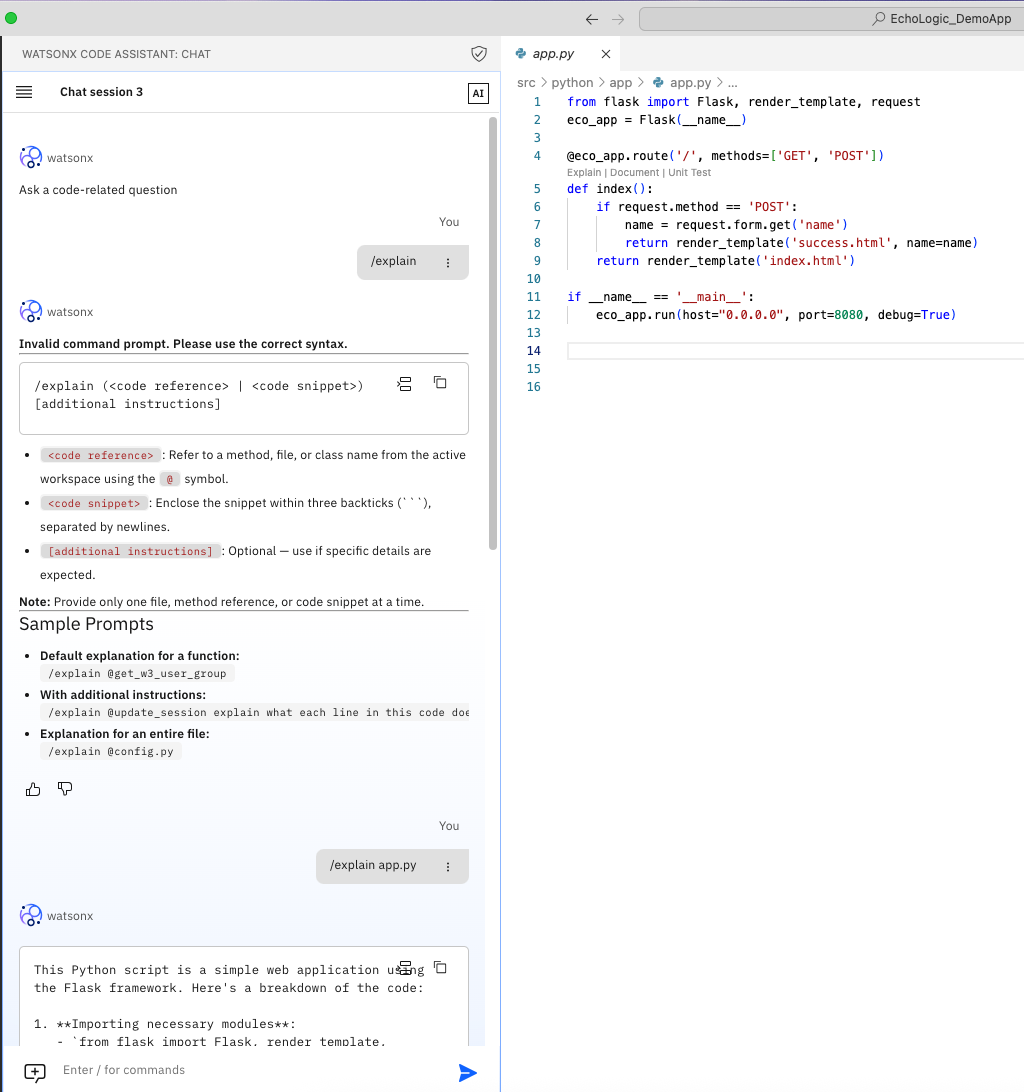 EchoLogic_DemoApp
WATSONX CODE ASSISTANT: CHAT
Chat session 3
AI
watsonx
Ask a code-related question
You
/explain
watsonx
Invalid command prompt. Please use the correct syntax.
/explain (<code reference> | <code snippet>)
[additional instructions]
• <code reference> : Refer to a method, file, or class name from the active
workspace using the @ symbol.
• <code snippet> : Enclose the snippet within three backticks (```),
separated by newlines.
• [additional instructions] : Optional — use if specific details are
expected.
Note: Provide only one file, method reference, or code snippet at a time.
Sample Prompts
• Default explanation for a function:
/explain @get_w3_user_group
• With additional instructions:
/explain @update_session explain what each line in this code doe
• Explanation for an entire file:
/explain @config.py
You
/explain app.py
watsonx
This Python script is a simple web application using
the Flask framework. Here's a breakdown of the code:
1. **Importing necessary modules**:
- `from flask import Flask, render_template,
Enter / for commands
app.py
src > python > app > app.py > ...
1 from flask import Flask, render_template, request
2 eco_app = Flask(__name__)
3
4 @eco_app.route('/', methods=['GET', 'POST'])
Explain | Document | Unit Test
5 def index():
6 if request.method == 'POST':
7 name = request.form.get('name')
8 return render_template('success.html', name=name)
9 return render_template('index.html')
10
11 if __name__ == '__main__':
12 eco_app.run(host="0.0.0.0", port=8080, debug=True)
13
14
15
16